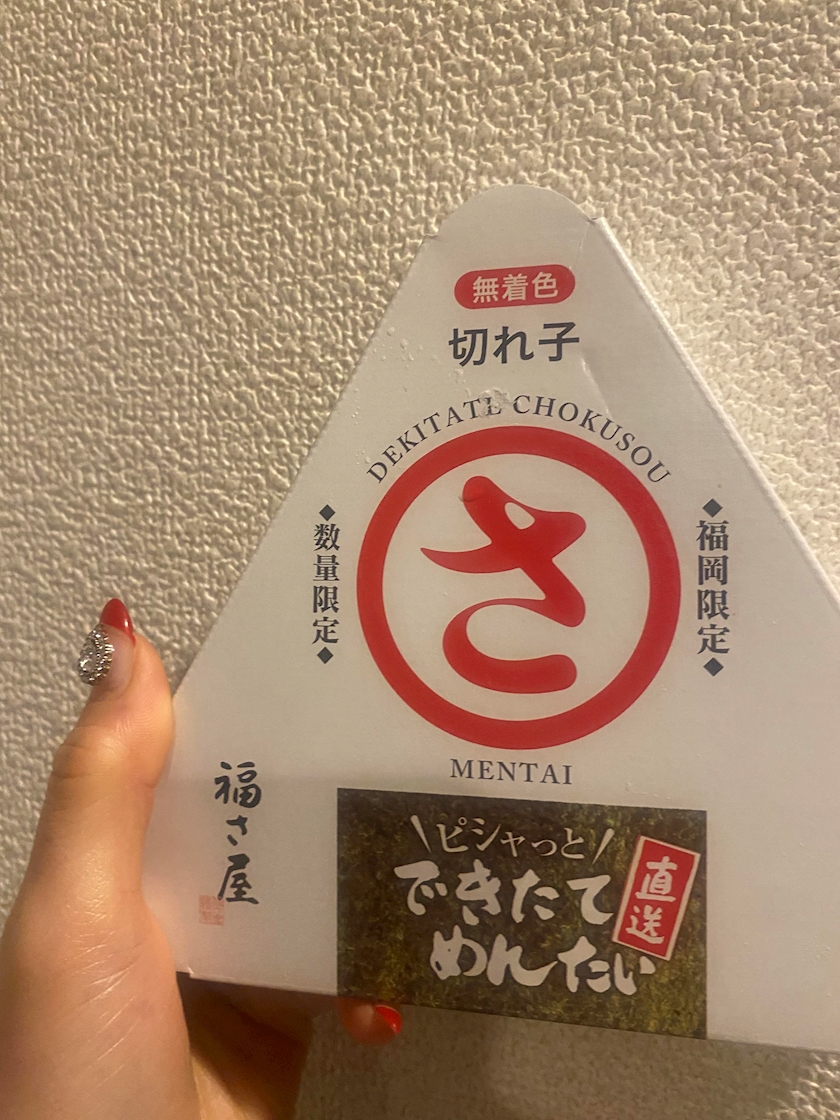 無着色
切れ子
DEKITATE CHOKUSOU
さ
◆数量限定◆
◆福岡限定◆
MENTAI
福さ屋
\ピシャっと/
できたて
めんたい
直送